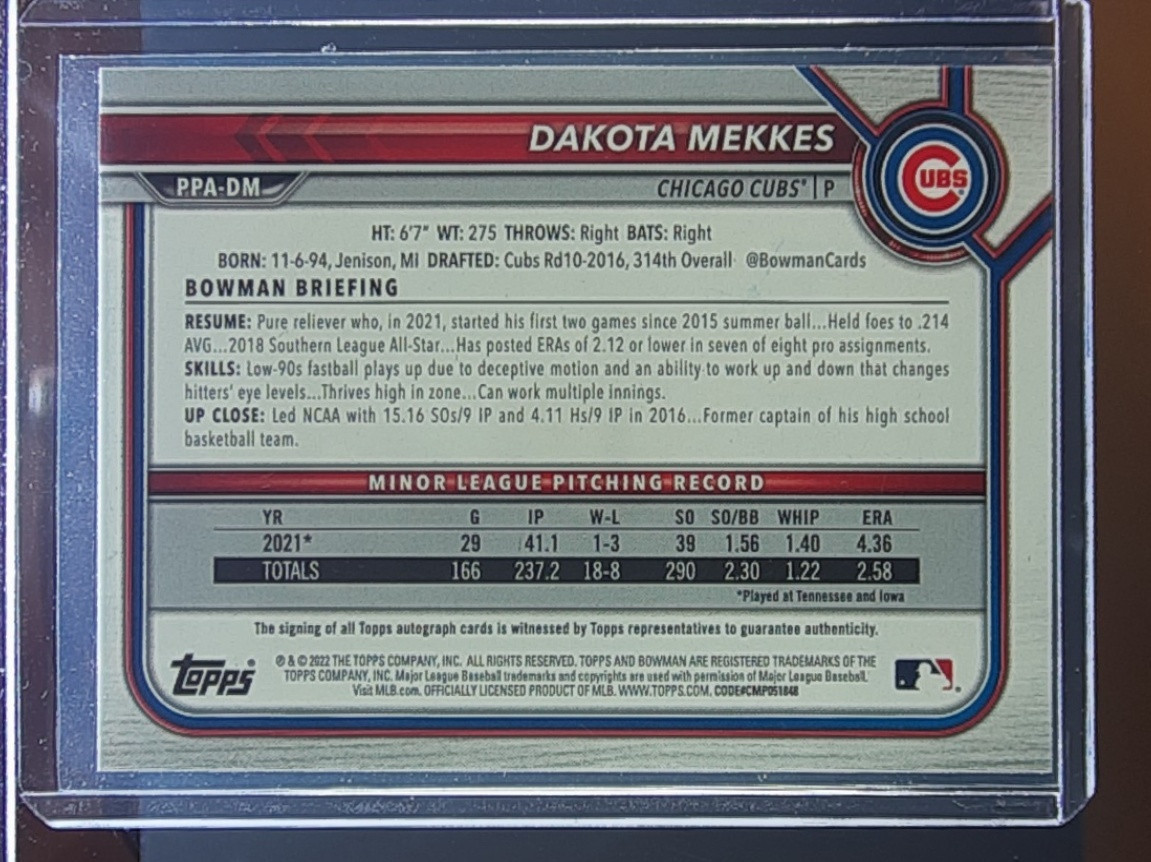 DAKOTA MEKKES
PPA-DM
CHICAGO CUBS® | P
CUBS
HT: 6'7" WT: 275 THROWS: Right BATS: Right
BORN: 11-6-94, Jenison, MI DRAFTED: Cubs Rd10-2016, 314th Overall @BowmanCards
BOWMAN BRIEFING
RESUME: Pure reliever who, in 2021, started his first two games since 2015 summer ball...Held foes to .214
AVG...2018 Southern League All-Star...Has posted ERAs of 2.12 or lower in seven of eight pro assignments.
SKILLS: Low-90s fastball plays up due to deceptive motion and an ability to work up and down that changes
hitters' eye levels...Thrives high in zone...Can work multiple innings.
UP CLOSE: Led NCAA with 15.16 SOs/9 IP and 4.11 Hs/9 IP in 2016...Former captain of his high school
basketball team.
MINOR LEAGUE PITCHING RECORD
YR G IP W-L SO SO/BB WHIP ERA
2021* 29 41.1 1-3 39 1.56 1.40 4.36
TOTALS 166 237.2 18-8 290 2.30 1.22 2.58
*Played at Tennessee and Iowa
The signing of all Topps autograph cards is witnessed by Topps representatives to guarantee authenticity.
topps®
® & © 2022 THE TOPPS COMPANY, INC. ALL RIGHTS RESERVED. TOPPS AND BOWMAN ARE REGISTERED TRADEMARKS OF THE
TOPPS COMPANY, INC. Major League Baseball trademarks and copyrights are used with permission of Major League Baseball.
Visit MLB.com. OFFICIALLY LICENSED PRODUCT OF MLB. WWW.TOPPS.COM. CODE#CMP051848